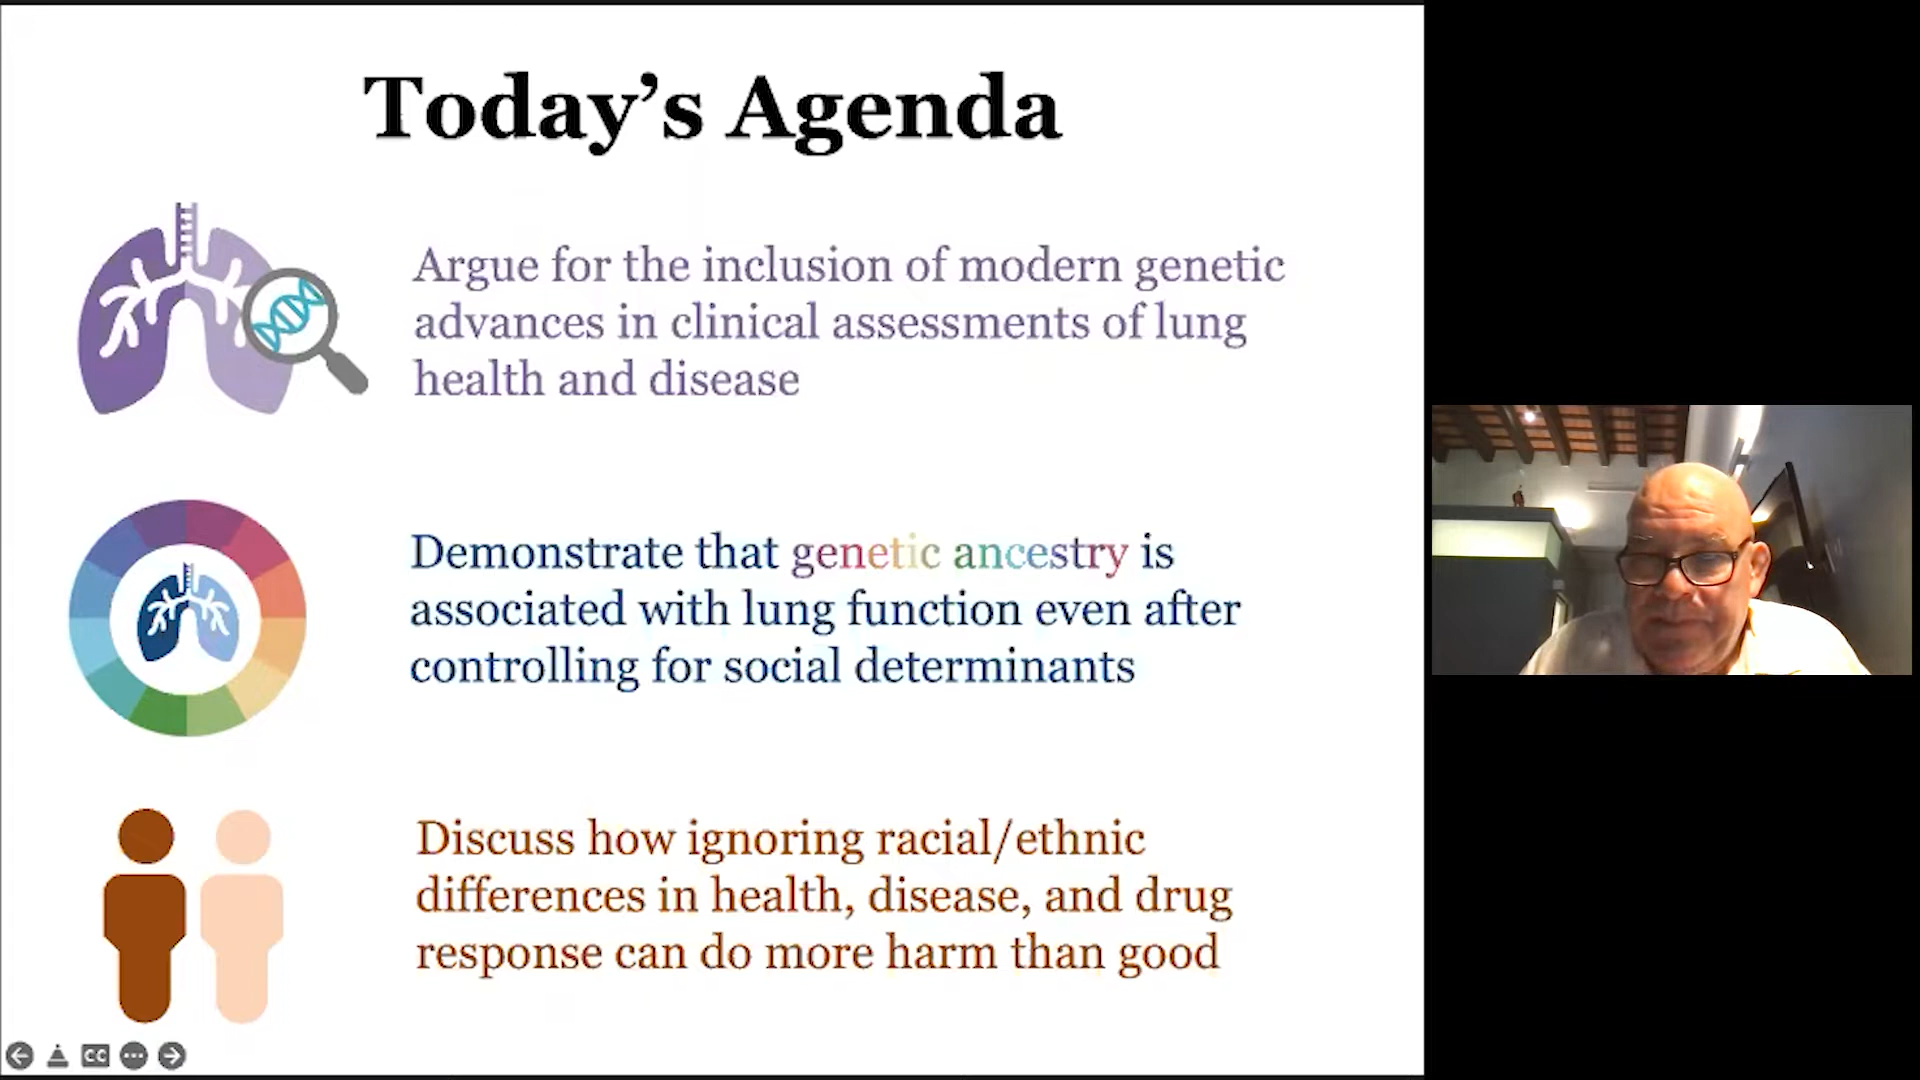 Today’s Agenda
Argue for the inclusion of modern genetic
advances in clinical assessments of lung
health and disease
Demonstrate that genetic ancestry is
associated with lung function even after
controlling for social determinants
Discuss how ignoring racial/ethnic
differences in health, disease, and drug
response can do more harm than good
CC